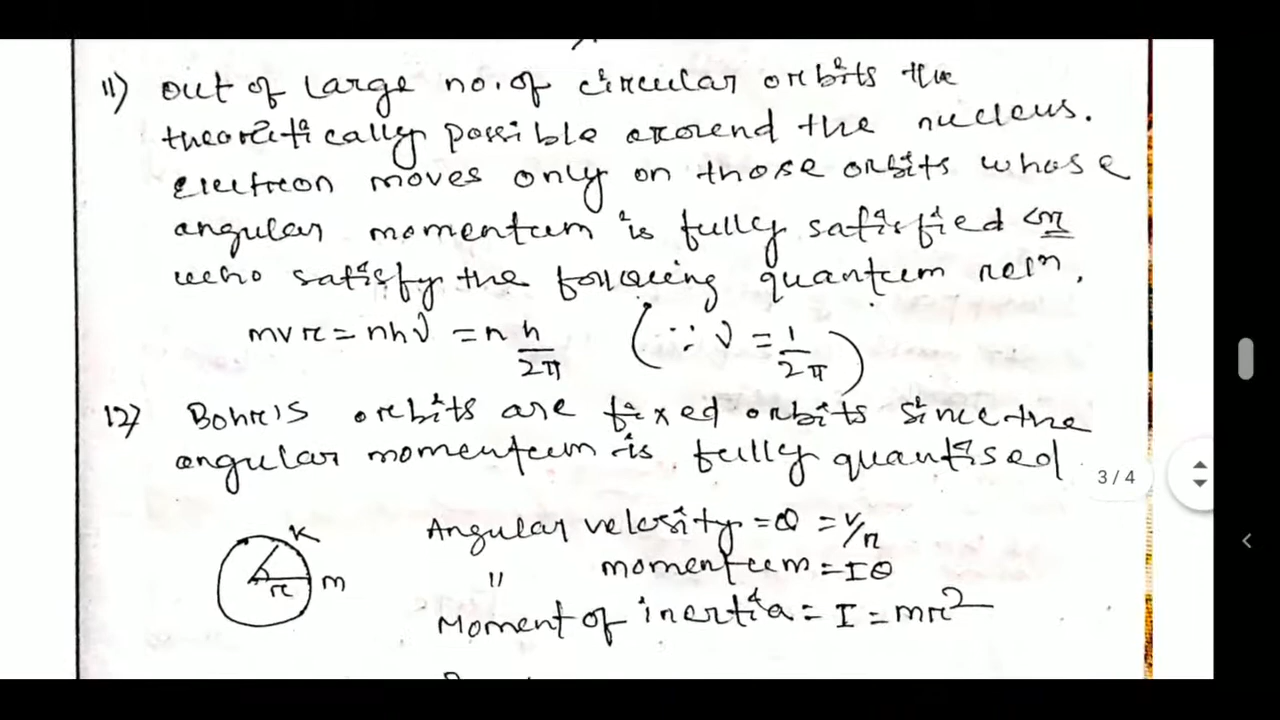 11) out of large no. of circular orbits the
theoretically possible around the nucleus.
Electron moves only on those orbits whose
angular momentum is fully satisfied <u>or</u>
who satisfy the following quantum relⁿ.
mvr = nhν = n h/2π (∵ ν = 1/2π)
12) Bohr's orbits are fixed orbits since the
angular momentum is fully quantised
3 / 4
K
r m
Angular velosity = θ = v/r
" momentum = Iθ
Moment of inertia = I = mr²